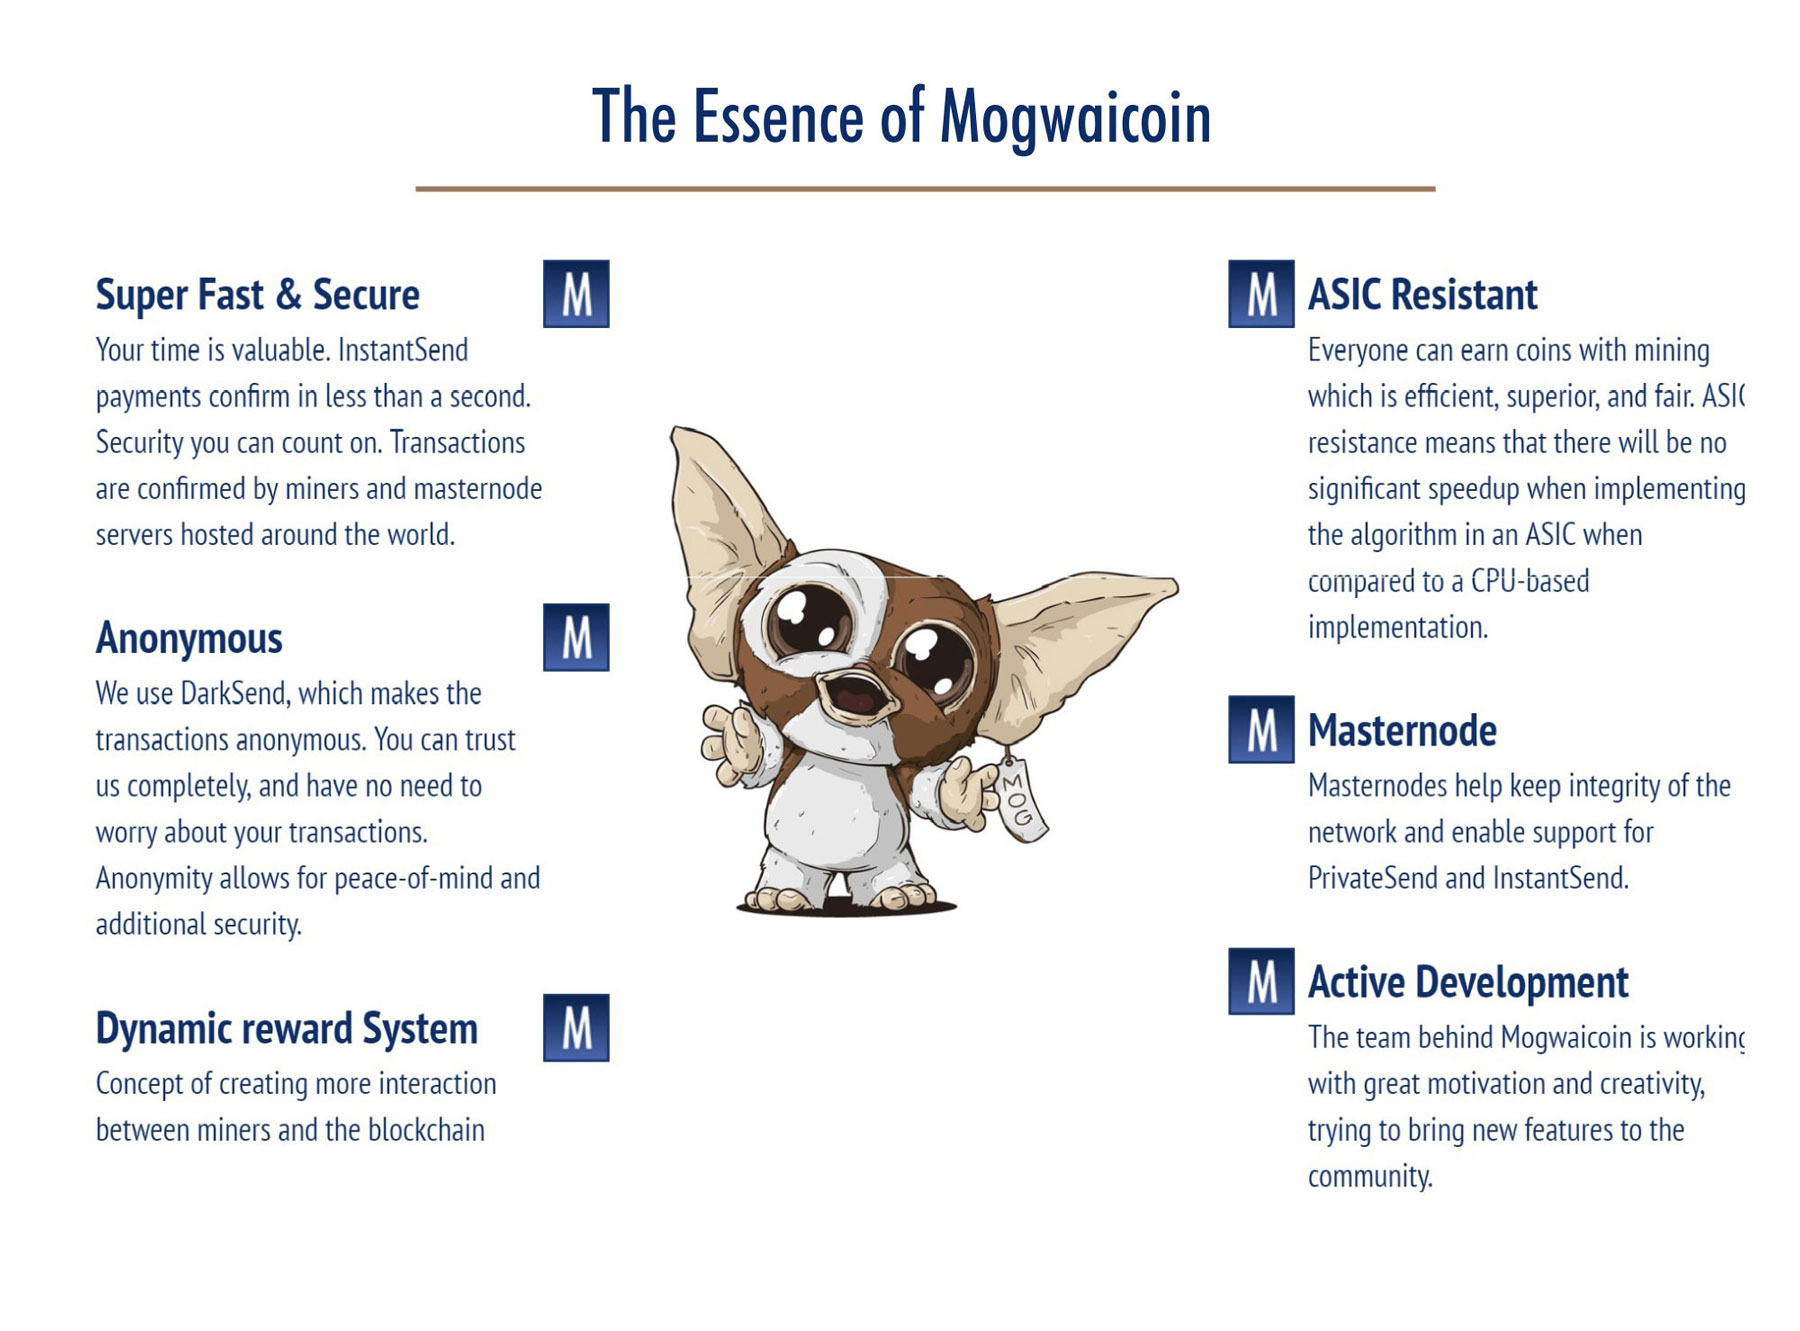 The Essence of Mogwaicoin
M
Super Fast & Secure
Your time is valuable. InstantSend
payments confirm in less than a second.
Security you can count on. Transactions
are confirmed by miners and masternode
servers hosted around the world.
M
Anonymous
We use DarkSend, which makes the
transactions anonymous. You can trust
us completely, and have no need to
worry about your transactions.
Anonymity allows for peace-of-mind and
additional security.
M
Dynamic reward System
Concept of creating more interaction
between miners and the blockchain
MOG
M
ASIC Resistant
Everyone can earn coins with mining
which is efficient, superior, and fair. ASIC
resistance means that there will be no
significant speedup when implementing
the algorithm in an ASIC when
compared to a CPU-based
implementation.
M
Masternode
Masternodes help keep integrity of the
network and enable support for
PrivateSend and InstantSend.
M
Active Development
The team behind Mogwaicoin is working
with great motivation and creativity,
trying to bring new features to the
community.